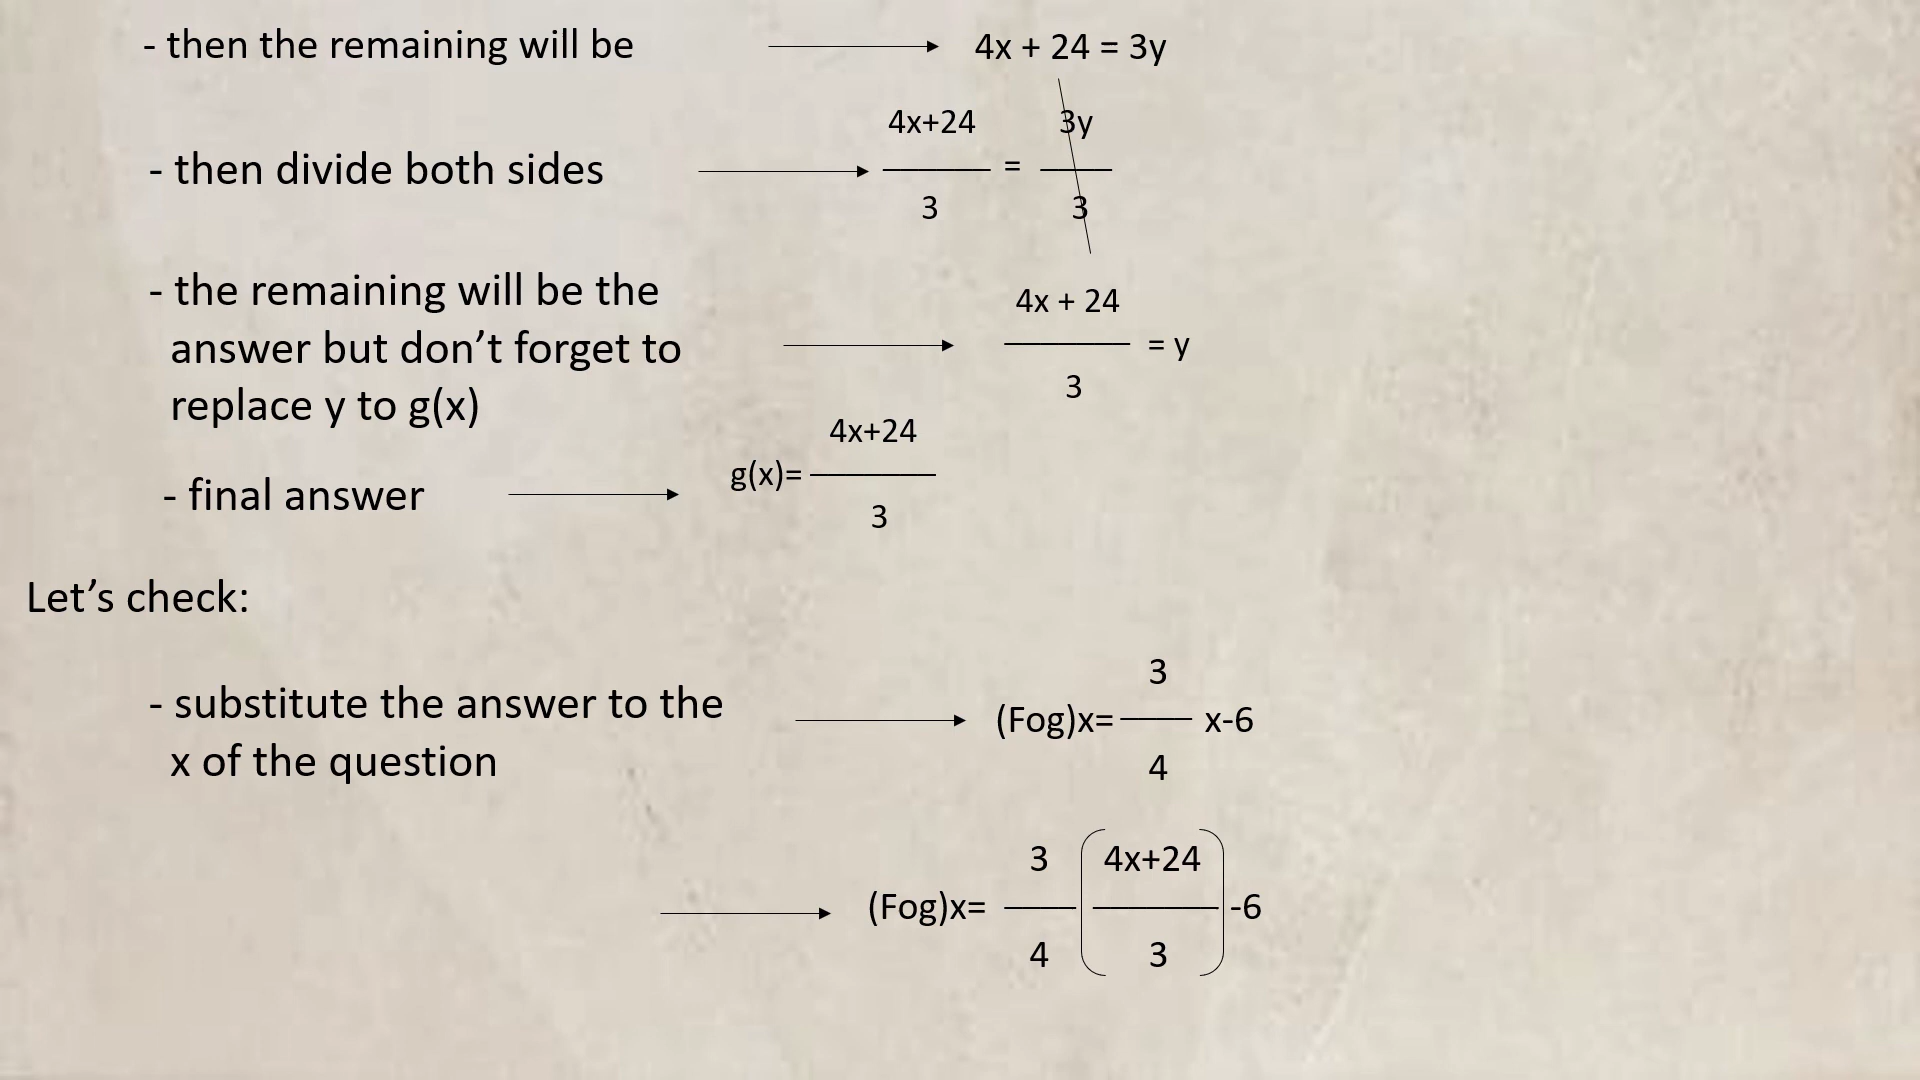 - then the remaining will be
4x + 24 = 3y
- then divide both sides
4x+24
3
=
3y
3
- the remaining will be the
answer but don’t forget to
replace y to g(x)
4x + 24
3
= y
- final answer
g(x)=
4x+24
3
Let’s check:
- substitute the answer to the
x of the question
(Fog)x=
3
4
x-6
(Fog)x=
3
4
4x+24
3
-6